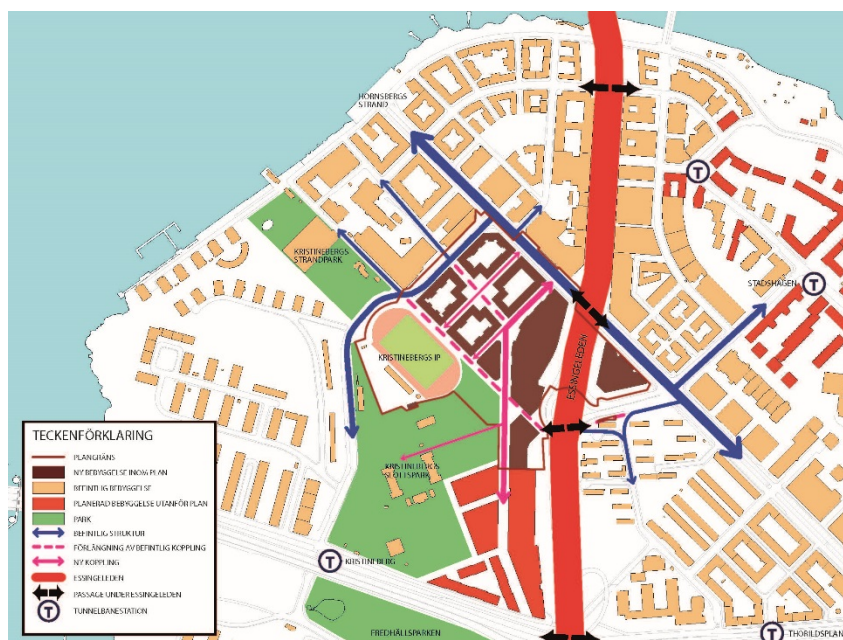 HORNSBERGS
STRAND
T
KRISTINEBERGS
STRANDPARK
STADSHAGEN
T
KRISTINEBERGS IP
ESSINGELEDEN
KRISTINEBERGS
SLOTTSPARK
T
KRISTINEBERG
FREDHÄLLSPARKEN
T
THORILDSPLAN
TECKENFÖRKLARING
PLANGRÄNS
NY BEBYGGELSE INOM PLAN
BEFINTLIG BEBYGGELSE
PLANERAD BEBYGGELSE UTANFÖR PLAN
PARK
BEFINTLIG STRUKTUR
FÖRLÄNGNING AV BEFINTLIG KOPPLING
NY KOPPLING
ESSINGELEDEN
PASSAGE UNDER ESSINGELEDEN
T
TUNNELBANESTATION